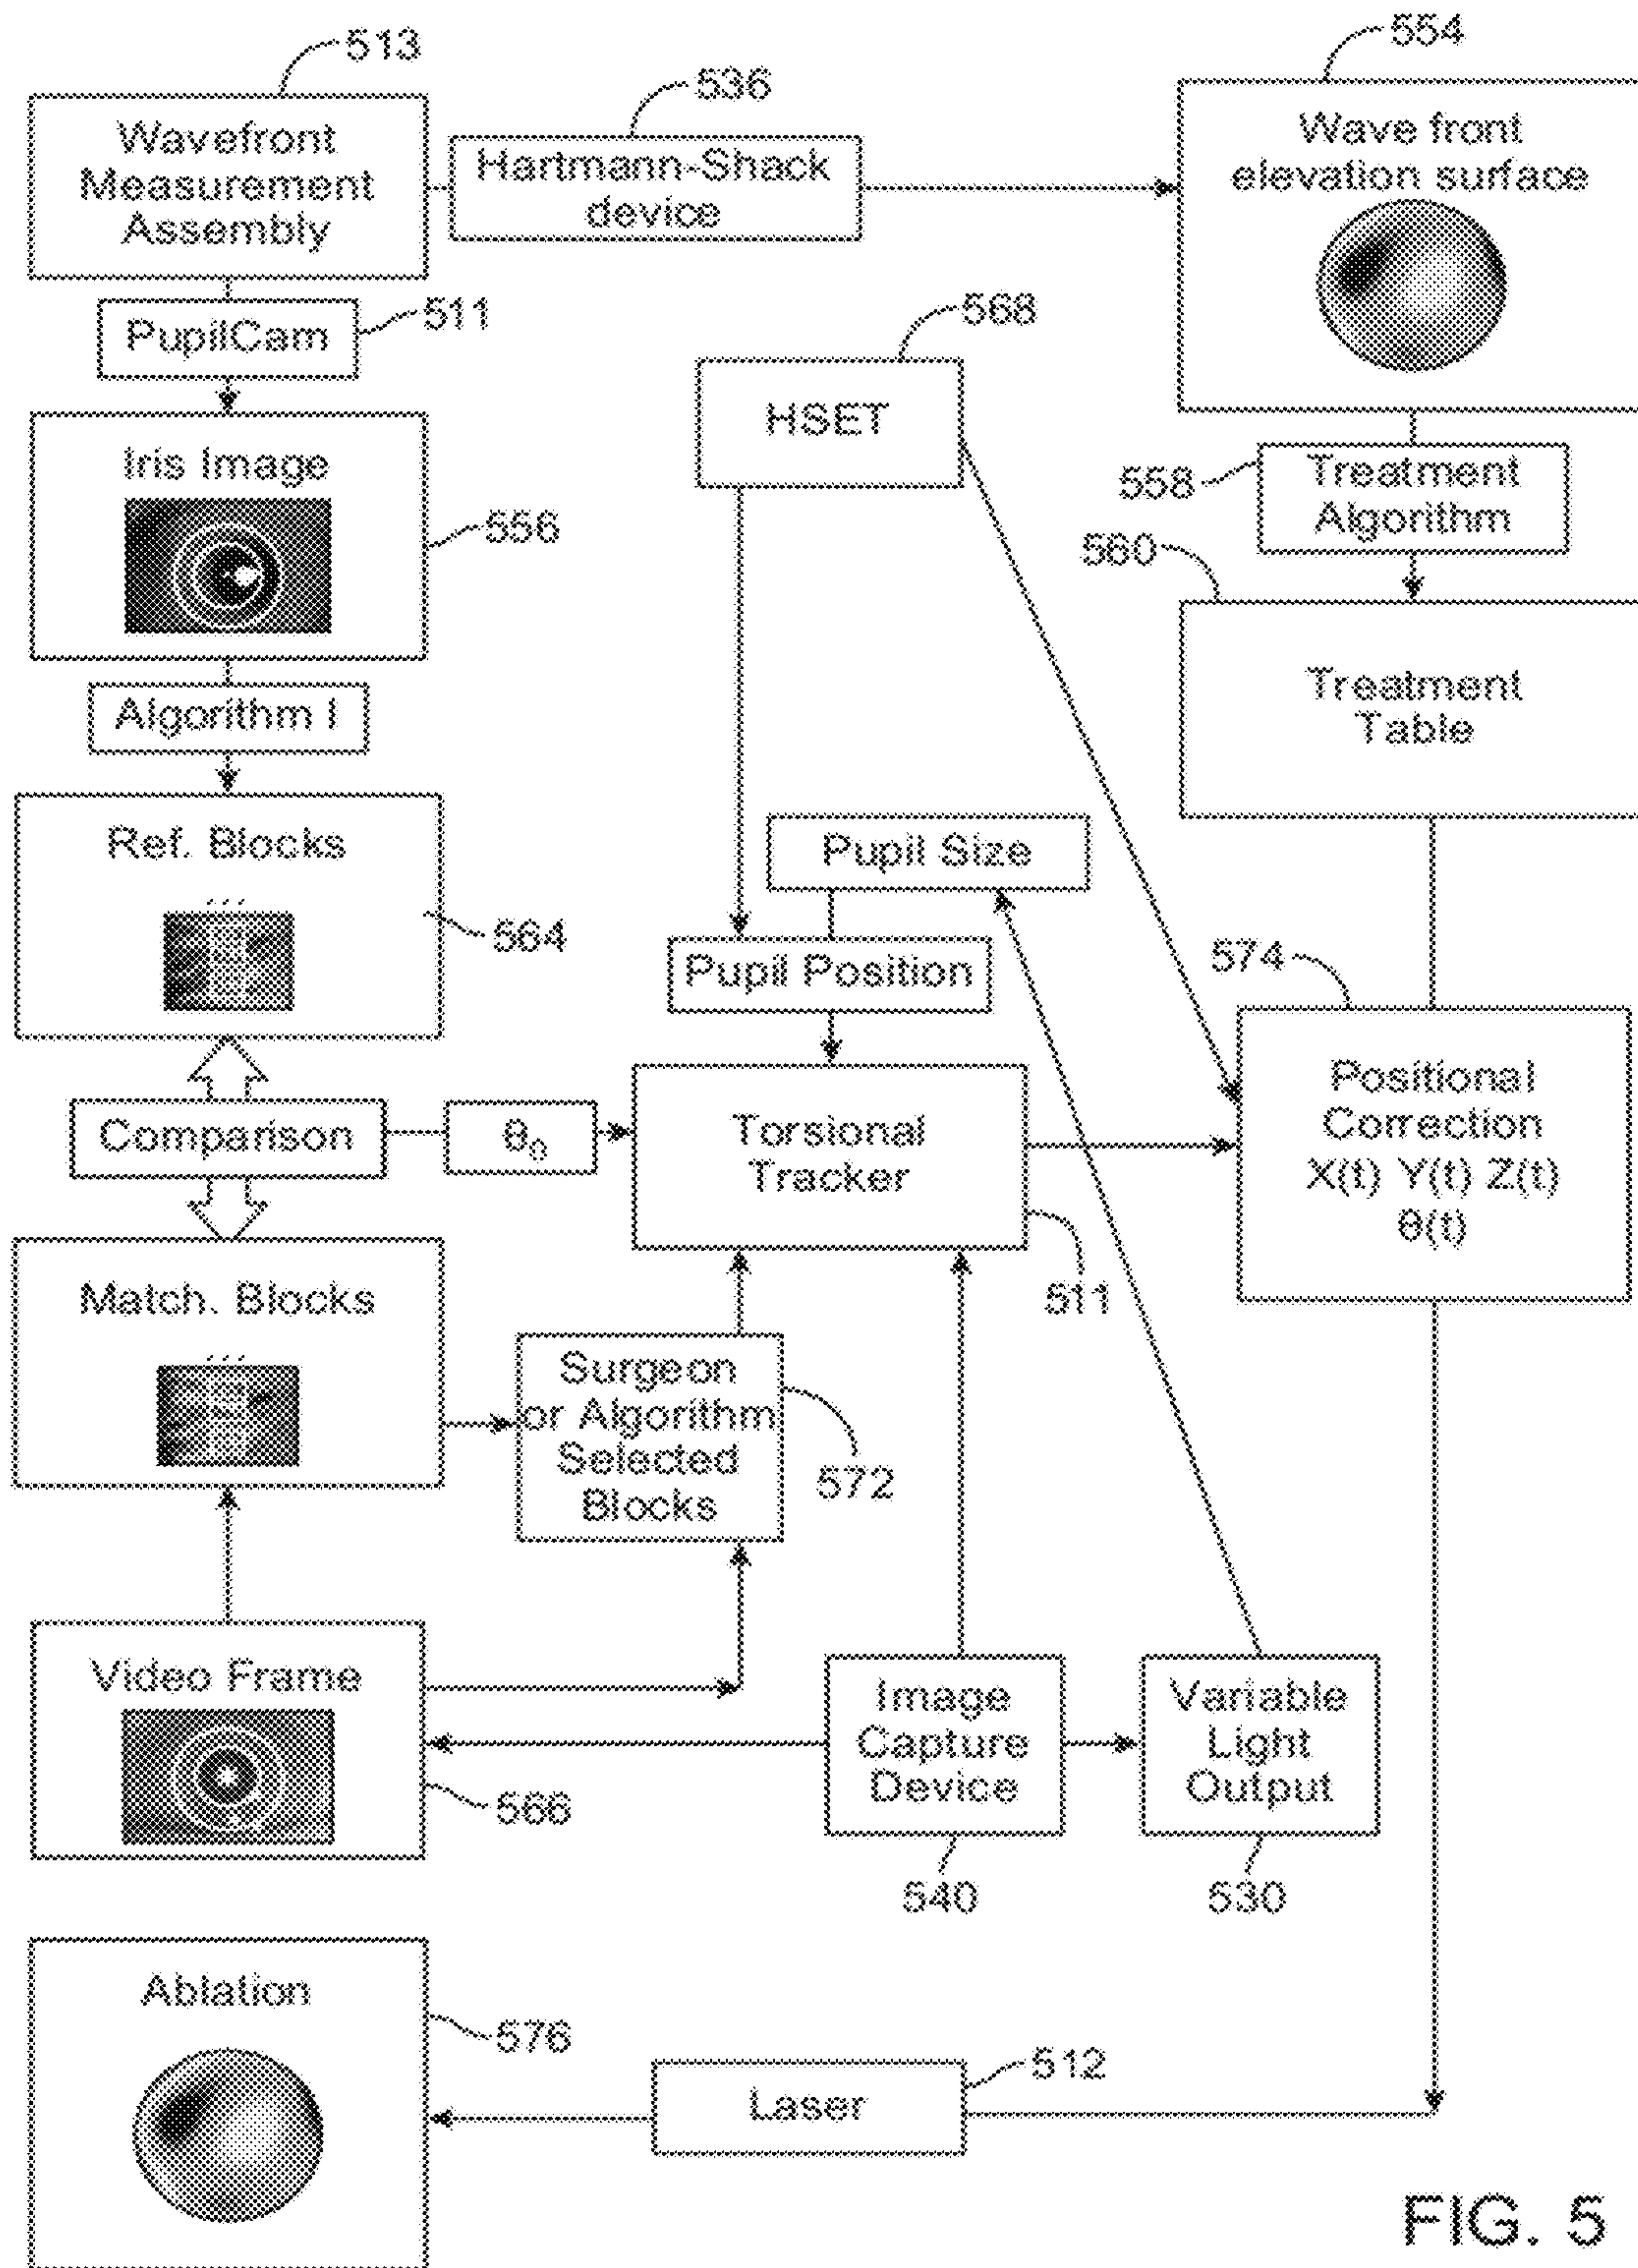 513
Wavefront
Measurement
Assembly
536
Hartmann-Shack
device
554
Wave front
elevation surface
PupilCam
511
568
HSET
Iris Image
556
558
Treatment
Algorithm
560
Treatment
Table
Algorithm I
Ref. Blocks
564
Pupil Size
Pupil Position
574
Positional
Correction
X(t) Y(t) Z(t)
θ(t)
Comparison
θ₀
Torsional
Tracker
511
Match. Blocks
Surgeon
or Algorithm
Selected
Blocks
572
Video Frame
566
Image
Capture
Device
540
Variable
Light
Output
530
Ablation
576
Laser
512
FIG. 5